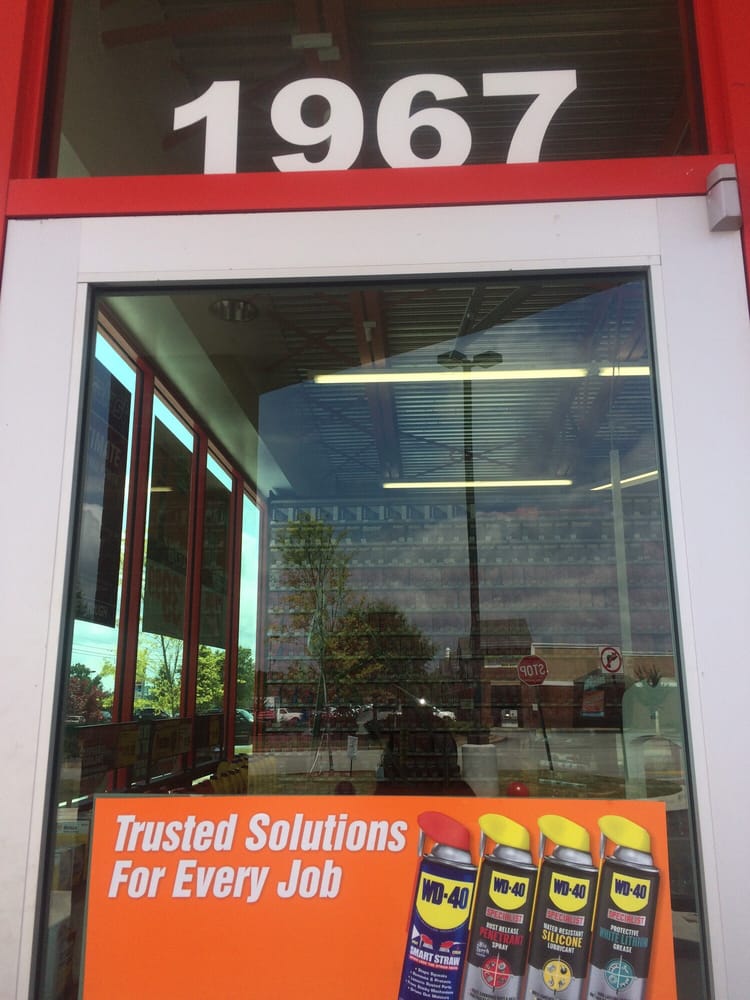 1967
STOP
Trusted Solutions
For Every Job
WD-40
SMART STRAW
WD-40
SPECIALIST
RUST RELEASE
PENETRANT
SPRAY
WD-40
SPECIALIST
WATER RESISTANT
SILICONE
LUBRICANT
WD-40
SPECIALIST
PROTECTIVE
WHITE LITHIUM
GREASE